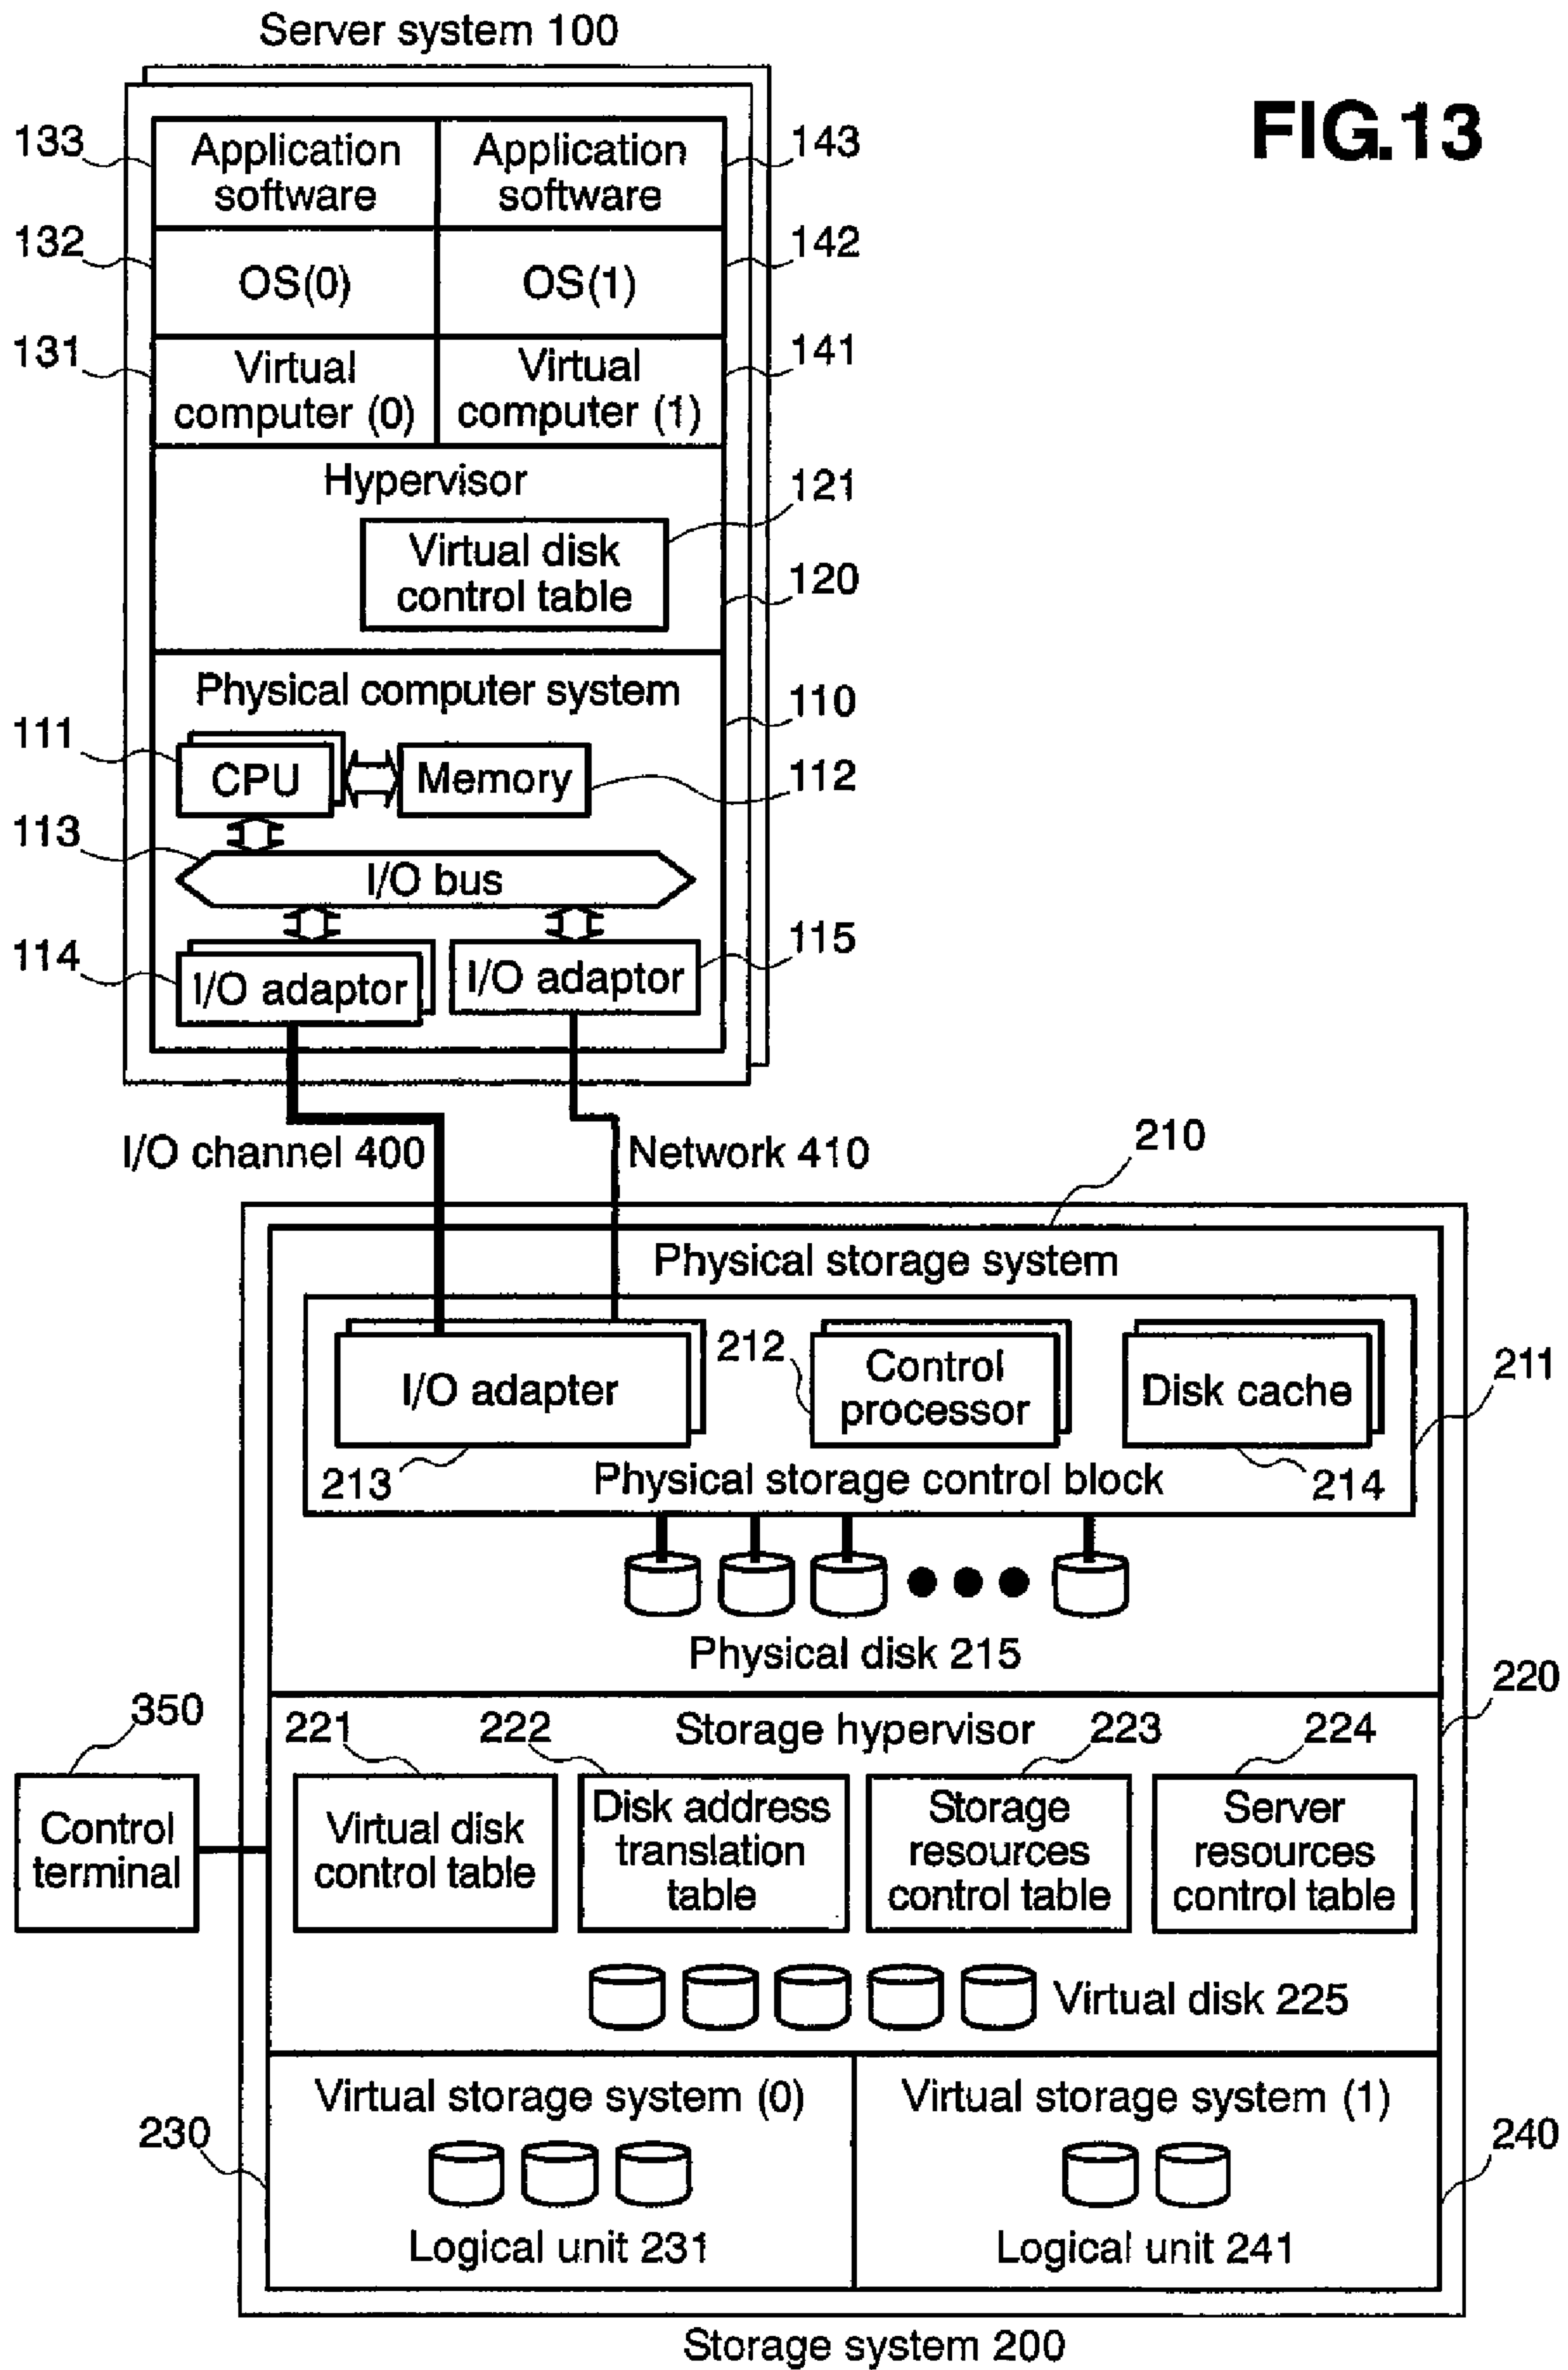 Server system 100
FIG.13
133
Application
software
Application
software
143
132
OS(0)
OS(1)
142
131
Virtual
computer (0)
Virtual
computer (1)
141
Hypervisor
121
Virtual disk
control table
120
Physical computer system
110
111
CPU
Memory
112
113
I/O bus
114
I/O adaptor
I/O adaptor
115
I/O channel 400
Network 410
210
Physical storage system
I/O adapter
212
Control
processor
Disk cache
211
213
Physical storage control block
214
Physical disk 215
220
350
221
222
Storage hypervisor
223
224
Control
terminal
Virtual disk
control table
Disk address
translation
table
Storage
resources
control table
Server
resources
control table
Virtual disk 225
Virtual storage system (0)
Virtual storage system (1)
230
240
Logical unit 231
Logical unit 241
Storage system 200